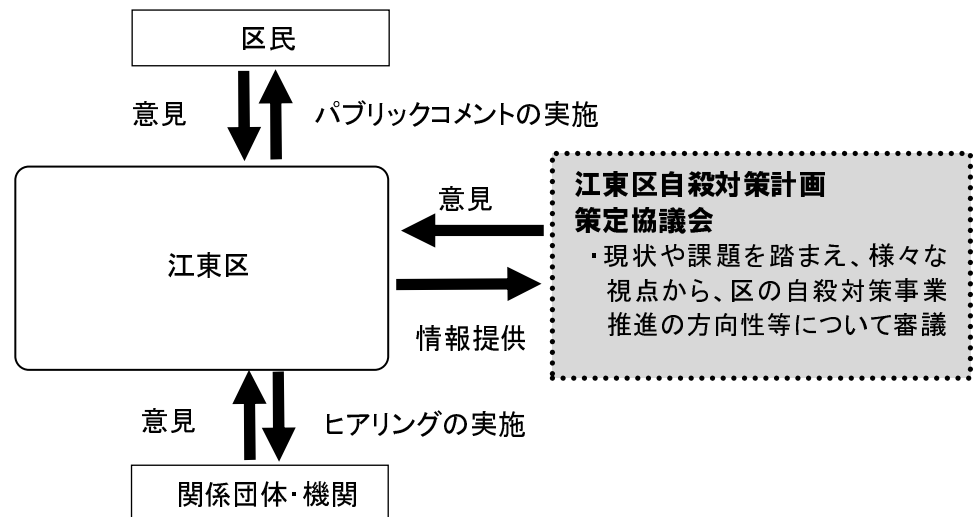 区民
意見
パブリックコメントの実施
江東区
意見
情報提供
江東区自殺対策計画
策定協議会
・現状や課題を踏まえ、様々な
視点から、区の自殺対策事業
推進の方向性等について審議
意見
ヒアリングの実施
関係団体・機関